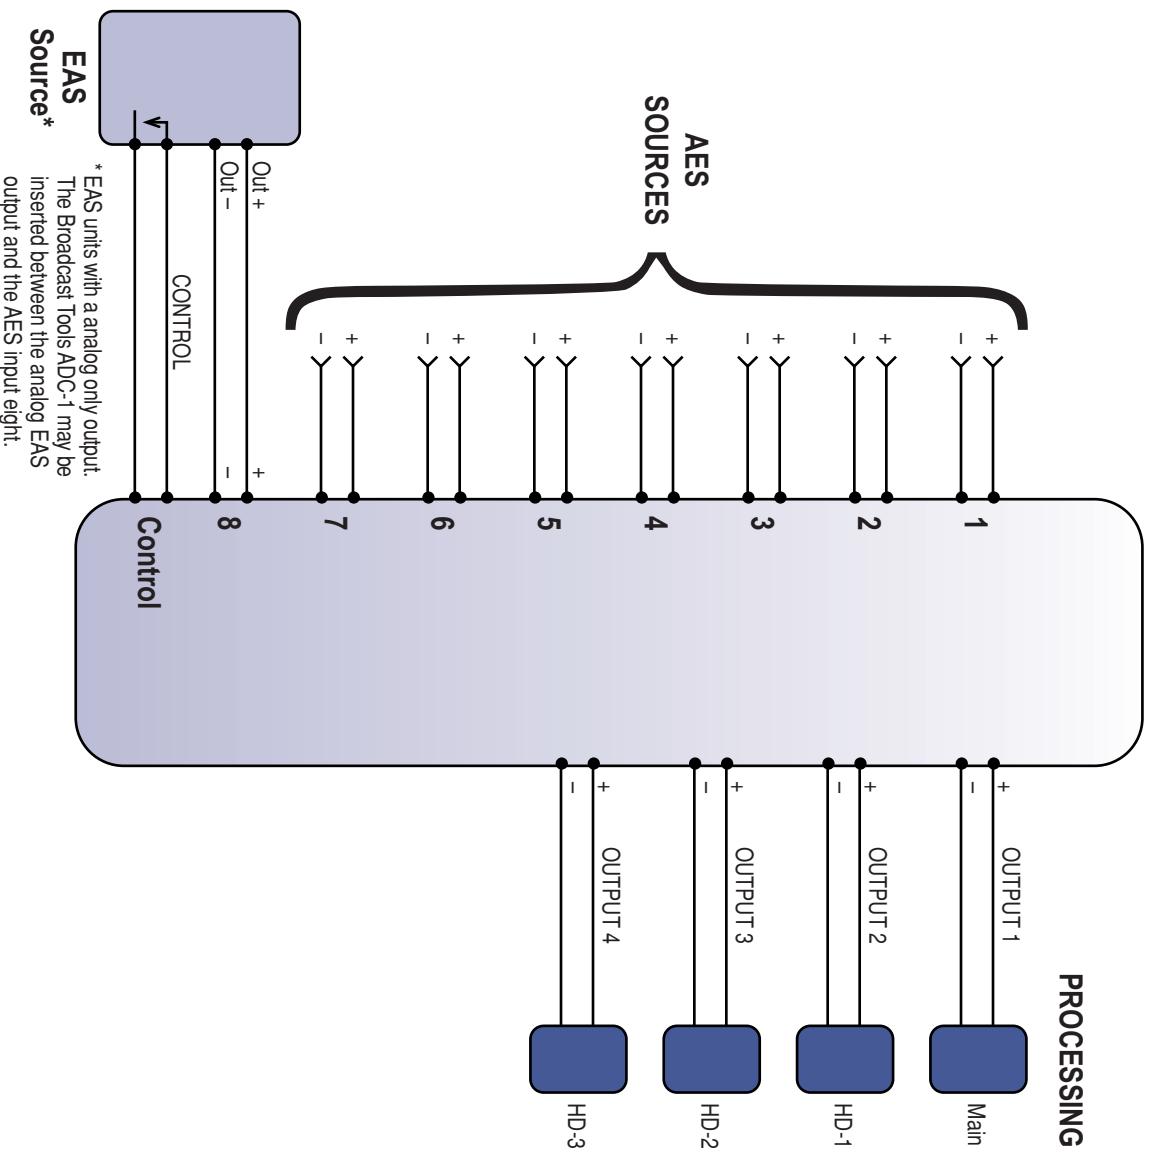 PROCESSING
AES
SOURCES
+
–
1
+
–
2
+
–
3
+
–
4
+
–
5
+
–
6
+
–
7
Out +
Out –
+
–
8
CONTROL
Control
EAS
Source*
+
–
OUTPUT 1
Main
+
–
OUTPUT 2
HD-1
+
–
OUTPUT 3
HD-2
+
–
OUTPUT 4
HD-3
* EAS units with a analog only output.
The Broadcast Tools ADC-1 may be
inserted between the analog EAS
output and the AES input eight.